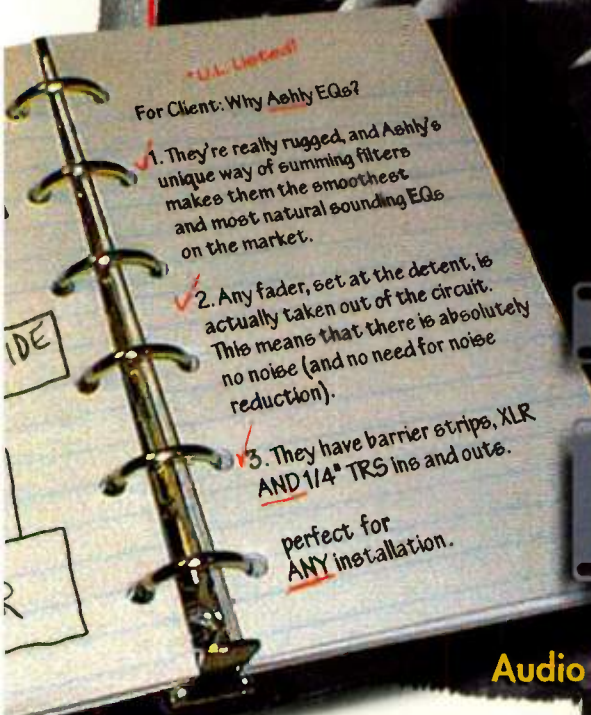 *U.L. Listed!
For Client: Why Ashly EQs?
1. They're really rugged, and Ashly's
unique way of summing filters
makes them the smoothest
and most natural sounding EQs
on the market.
2. Any fader, set at the detent, is
actually taken out of the circuit.
This means that there is absolutely
no noise (and no need for noise
reduction).
3. They have barrier strips, XLR
AND 1/4" TRS ins and outs.
perfect for
ANY installation.
IDE
R
Audio